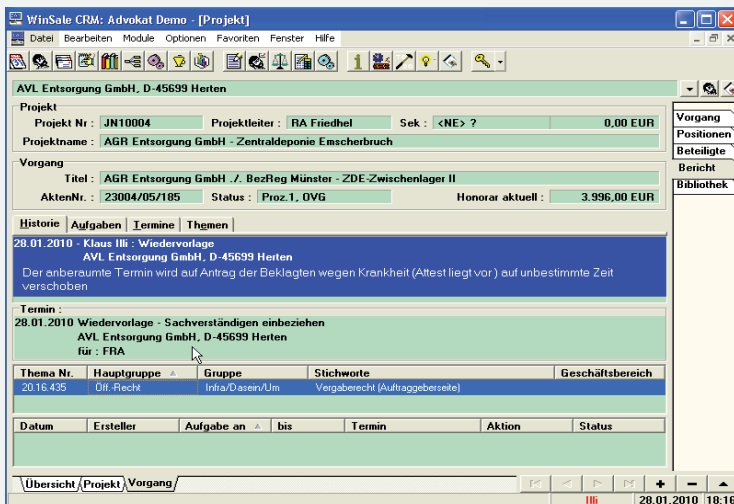 WinSale CRM: Advokat Demo - [Projekt]
Datei Bearbeiten Module Optionen Favoriten Fenster Hilfe
AVL Entsorgung GmbH, D-45699 Herten
Projekt
Projekt Nr : JN10004 Projektleiter : RA Friedhel Sek : <NE> ? 0,00 EUR
Projektname : AGR Entsorgung GmbH - Zentraldeponie Emscherbruch
Vorgang
Titel : AGR Entsorgung GmbH ./. BezReg Münster - ZDE-Zwischenlager II
AktenNr. : 23004/05/185 Status : Proz.1, OVG Honorar aktuell : 3.996,00 EUR
Vorgang
Positionen
Beteiligte
Bericht
Bibliothek
Historie Aufgaben Termine Themen
28.01.2010 - Klaus Illi : Wiedervorlage
AVL Entsorgung GmbH, D-45699 Herten
Der anberaumte Termin wird auf Antrag der Beklagten wegen Krankheit (Attest liegt vor ) auf unbestimmte Zeit
verschoben
Termin :
28.01.2010 Wiedervorlage - Sachverständigen einbeziehen
AVL Entsorgung GmbH, D-45699 Herten
für : FRA
Thema Nr. Hauptgruppe Gruppe Stichworte Geschäftsbereich
20.16.435 Öff.-Recht Infra/Dasein/Um Vergaberecht (Auftraggeberseite)
Datum Ersteller Aufgabe an bis Termin Aktion Status
Übersicht Projekt Vorgang
Illi 28.01.2010 18:16